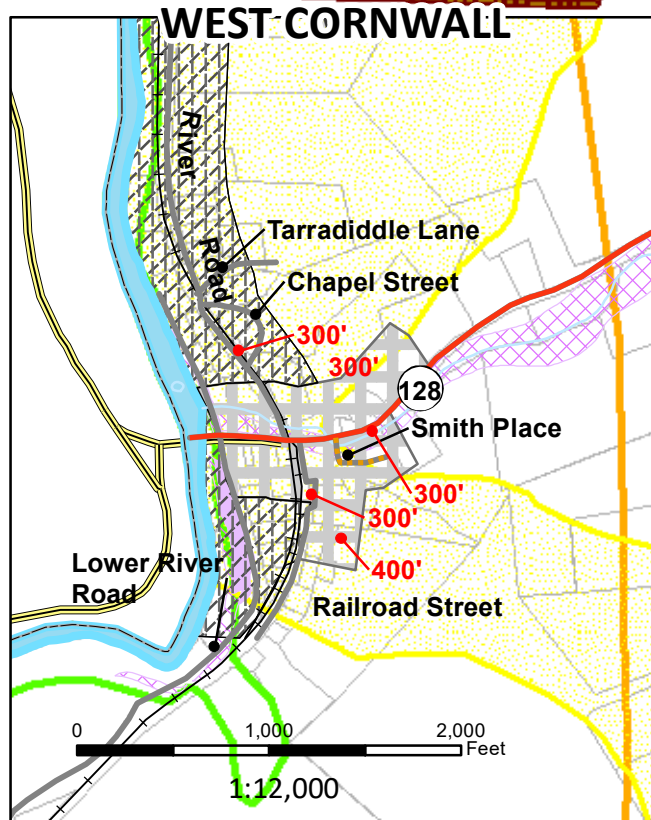 WEST CORNWALL
River
Road
Tarradiddle Lane
Chapel Street
300'
300'
128
Smith Place
300'
300'
400'
Lower River
Road
Railroad Street
0 1,000 2,000
Feet
1:12,000